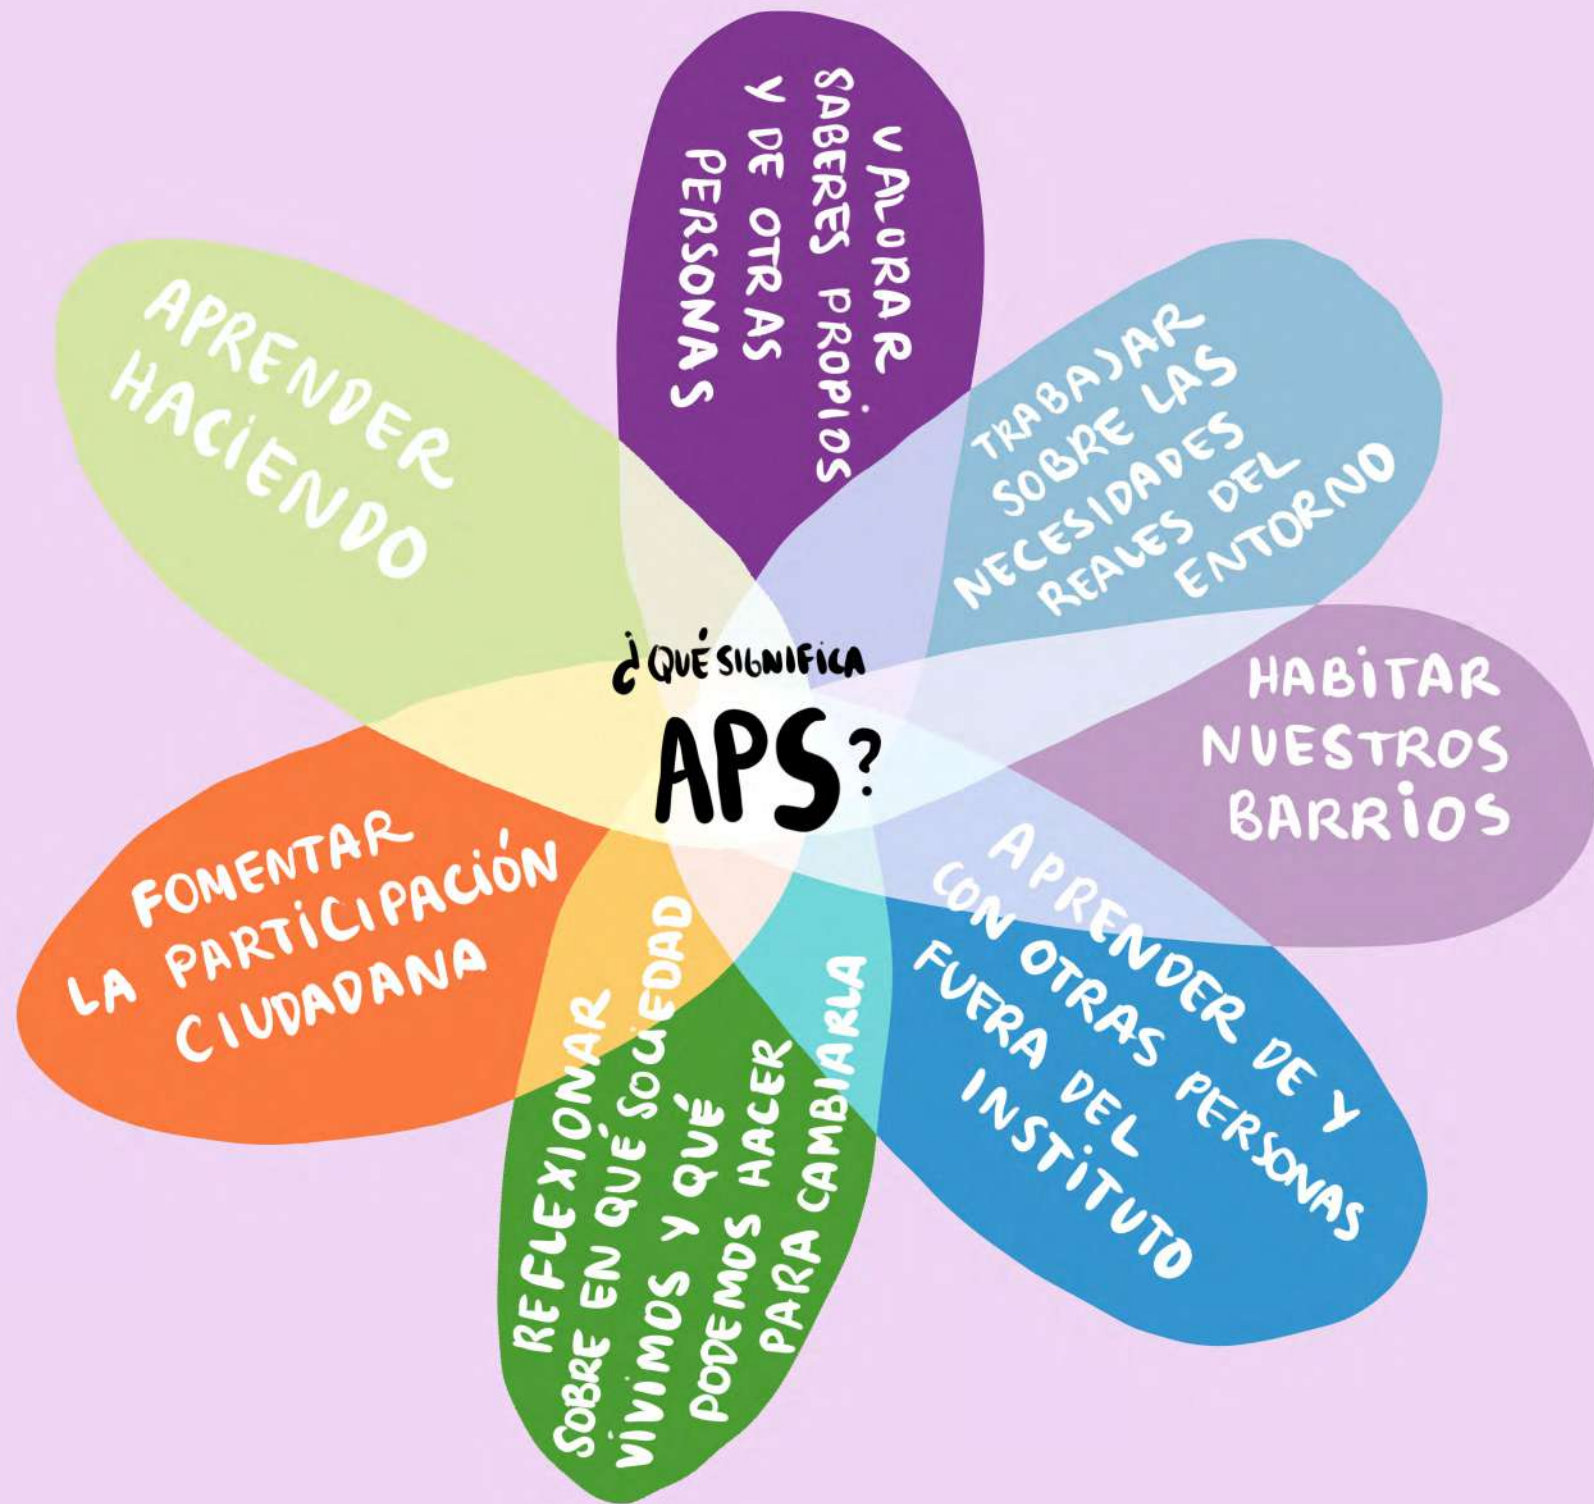 ¿QUÉ SIGNIFICA
APS?
VALORAR
SABERES PROPIOS
Y DE OTRAS
PERSONAS
TRABAJAR
SOBRE LAS
NECESIDADES
REALES DEL
ENTORNO
HABITAR
NUESTROS
BARRIOS
APRENDER DE Y
CON OTRAS PERSONAS
FUERA DEL
INSTITUTO
REFLEXIONAR
SOBRE EN QUÉ SOCIEDAD
VIVIMOS Y QUÉ
PODEMOS HACER
PARA CAMBIARLA
FOMENTAR
LA PARTICIPACIÓN
CIUDADANA
APRENDER
HACIENDO